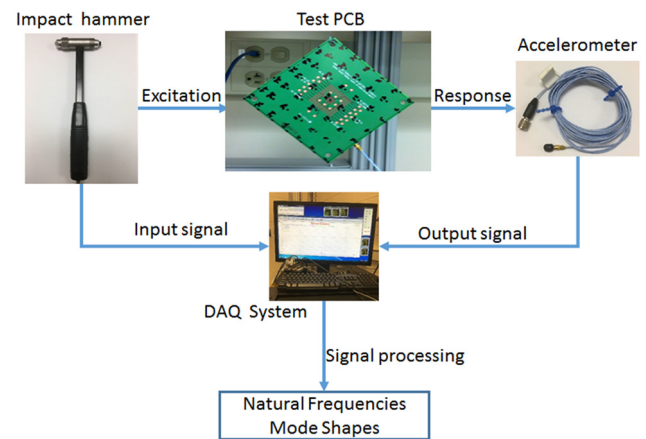 Impact hammer
Test PCB
Accelerometer
Excitation
Response
Input signal
Output signal
DAQ System
Signal processing
Natural Frequencies
Mode Shapes